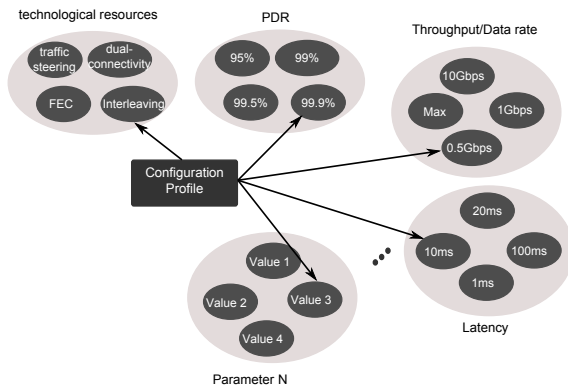 technological resources
traffic
steering
dual-
connectivity
FEC
Interleaving
PDR
95%
99%
99.5%
99.9%
Throughput/Data rate
10Gbps
Max
1Gbps
0.5Gbps
Configuration
Profile
20ms
10ms
100ms
1ms
Latency
Value 1
Value 2
Value 3
Value 4
Parameter N